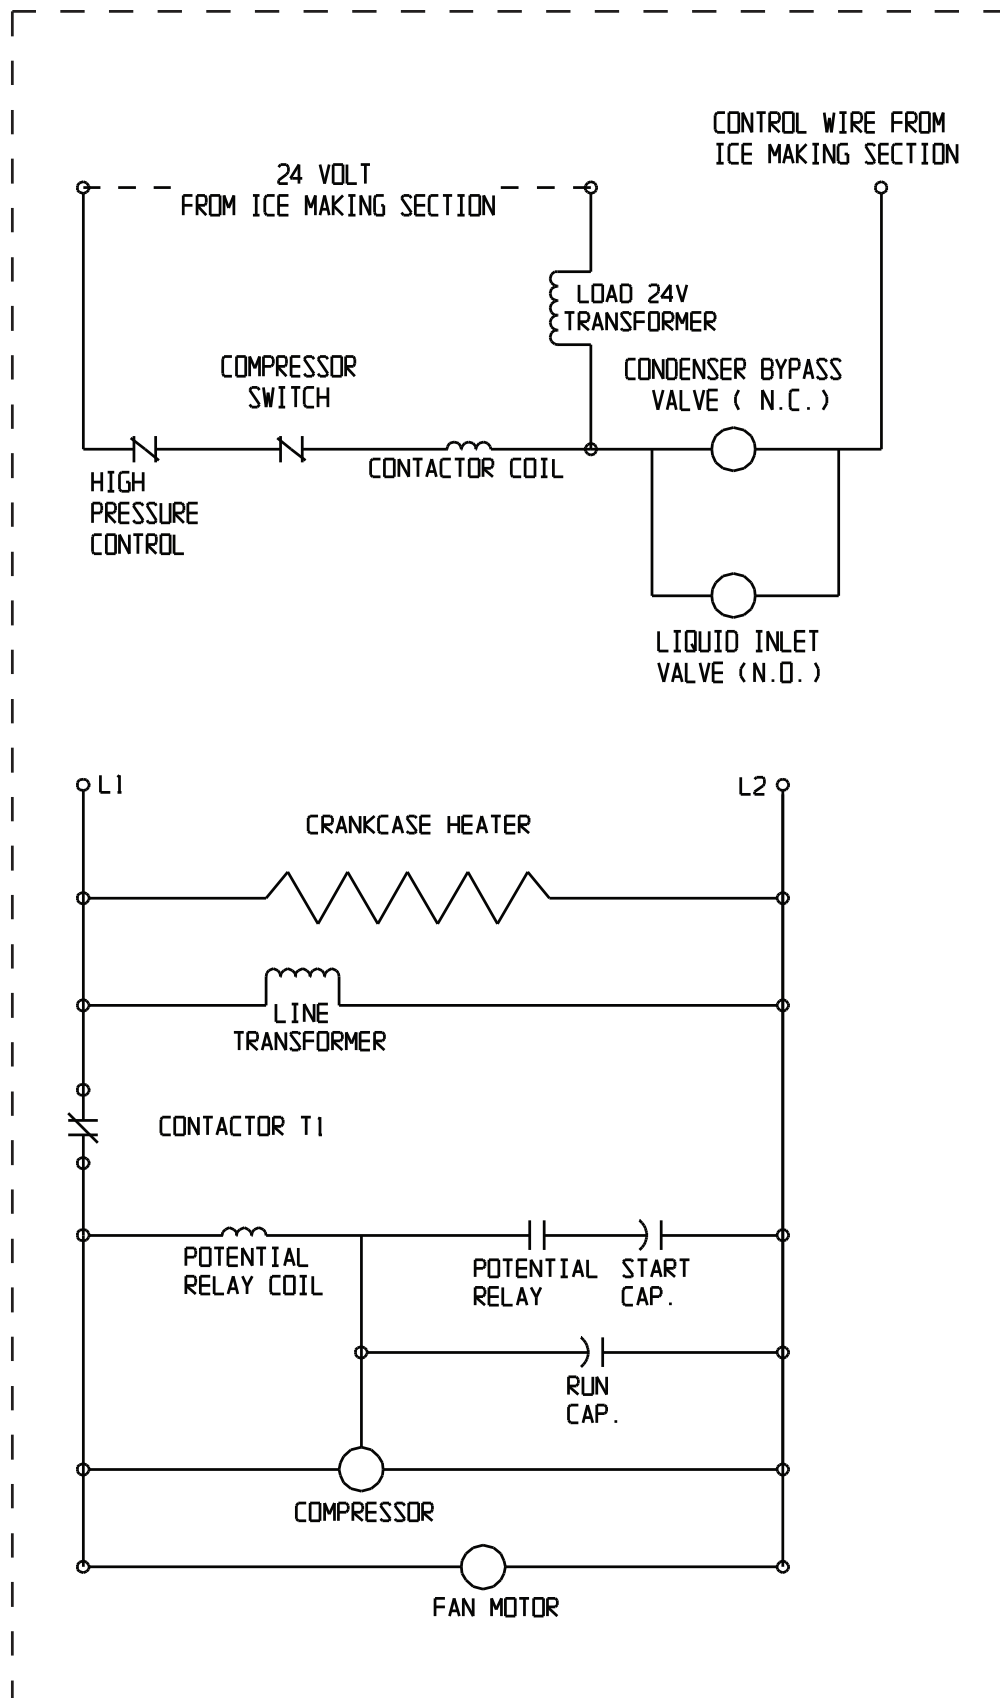 CONTROL WIRE FROM
ICE MAKING SECTION
24 VOLT
FROM ICE MAKING SECTION
LOAD 24V
TRANSFORMER
COMPRESSOR
SWITCH
CONDENSER BYPASS
VALVE ( N.C.)
CONTACTOR COIL
HIGH
PRESSURE
CONTROL
LIQUID INLET
VALVE (N.O.)
L1
L2
CRANKCASE HEATER
LINE
TRANSFORMER
CONTACTOR T1
POTENTIAL
RELAY COIL
POTENTIAL
RELAY
START
CAP.
RUN
CAP.
COMPRESSOR
FAN MOTOR